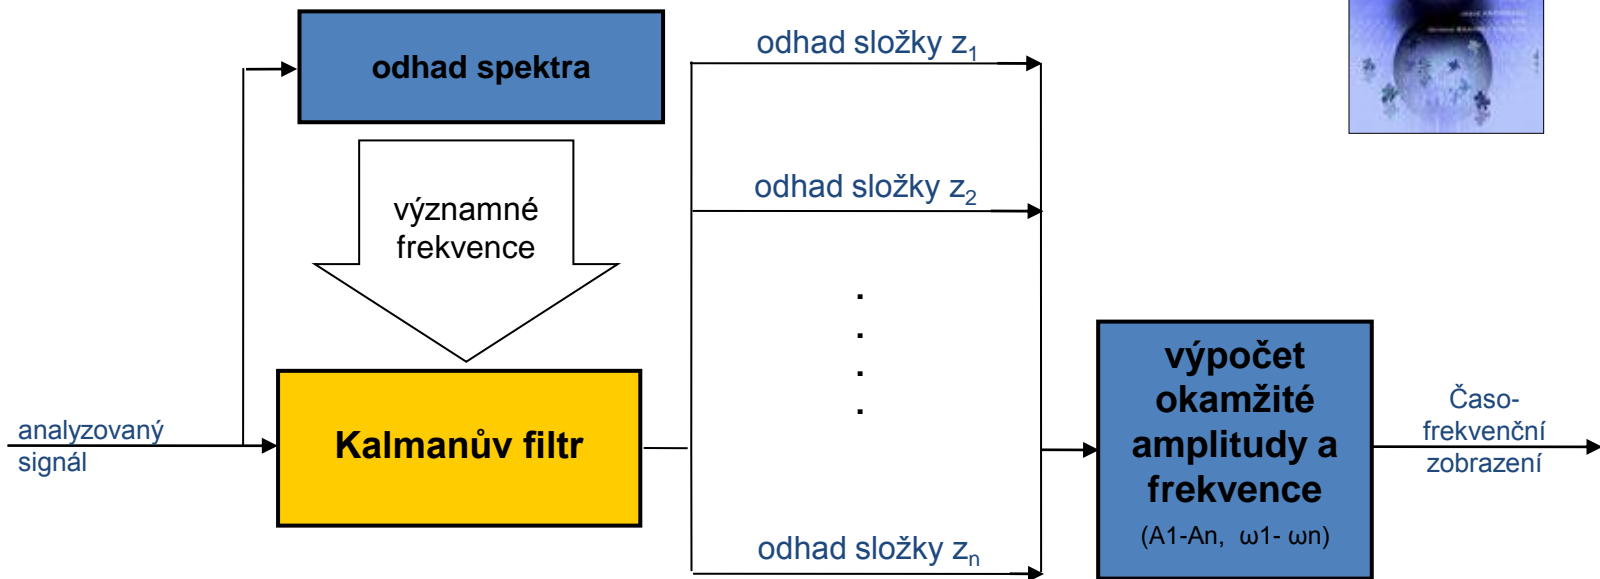 odhad spektra
odhad složky z1
odhad složky z2
významné
frekvence
.
.
.
.
výpočet
okamžité
amplitudy a
frekvence
(A1-An, ω1- ωn)
Časo-
frekvenční
zobrazení
analyzovaný
signál
Kalmanův filtr
odhad složky zn